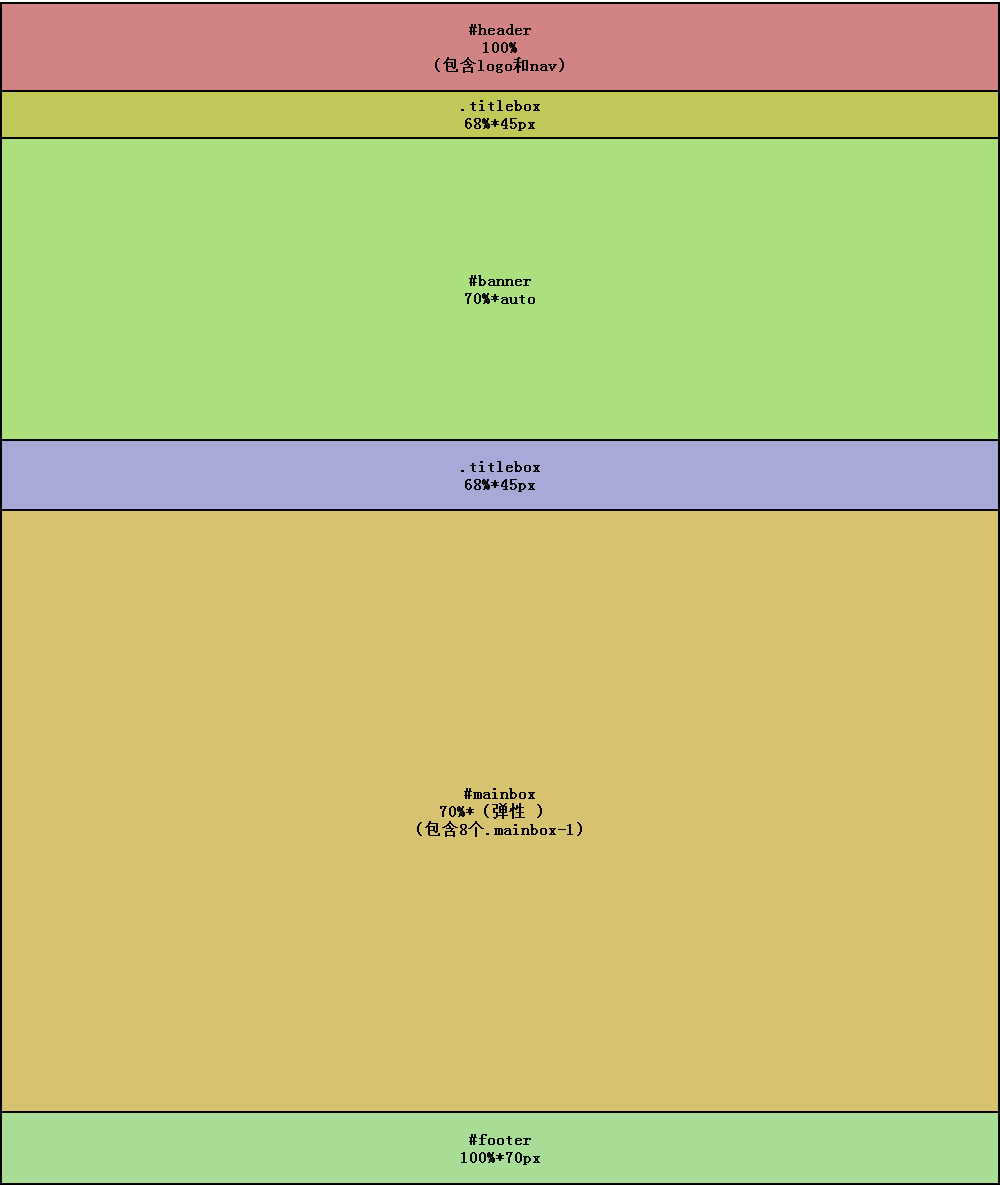 #header
100%
(包含logo和nav)
.titlebox
68%*45px
#banner
70%*auto
.titlebox
68%*45px
#mainbox
70%*（弹性 ）
(包含8个.mainbox-1)
#footer
100%*70px